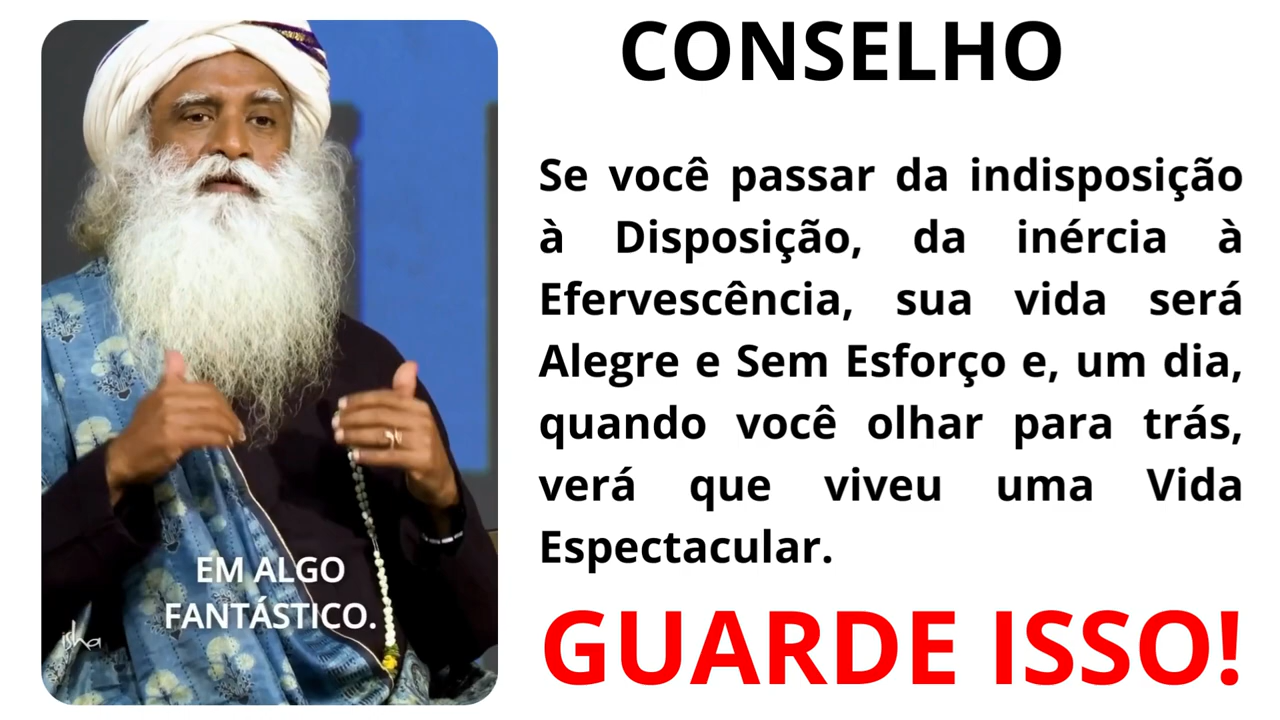 CONSELHO
Se você passar da indisposição
à Disposição, da inércia à
Efervescência, sua vida será
Alegre e Sem Esforço e, um dia,
quando você olhar para trás,
verá que viveu uma Vida
Espectacular.
GUARDE ISSO!
EM ALGO
FANTÁSTICO.
isha